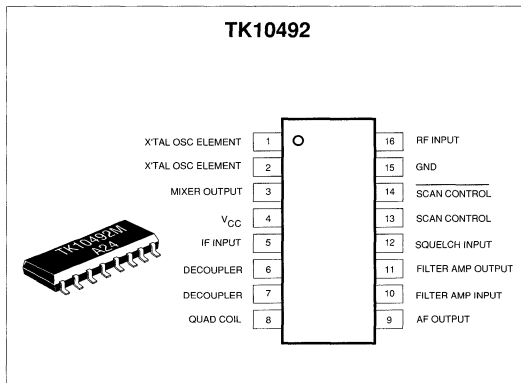 TK10492
X'TAL OSC ELEMENT 1
X'TAL OSC ELEMENT 2
MIXER OUTPUT 3
VCC 4
IF INPUT 5
DECOUPLER 6
DECOUPLER 7
QUAD COIL 8
16 RF INPUT
15 GND
14 SCAN CONTROL
13 SCAN CONTROL
12 SQUELCH INPUT
11 FILTER AMP OUTPUT
10 FILTER AMP INPUT
9 AF OUTPUT
TK10492M
A24